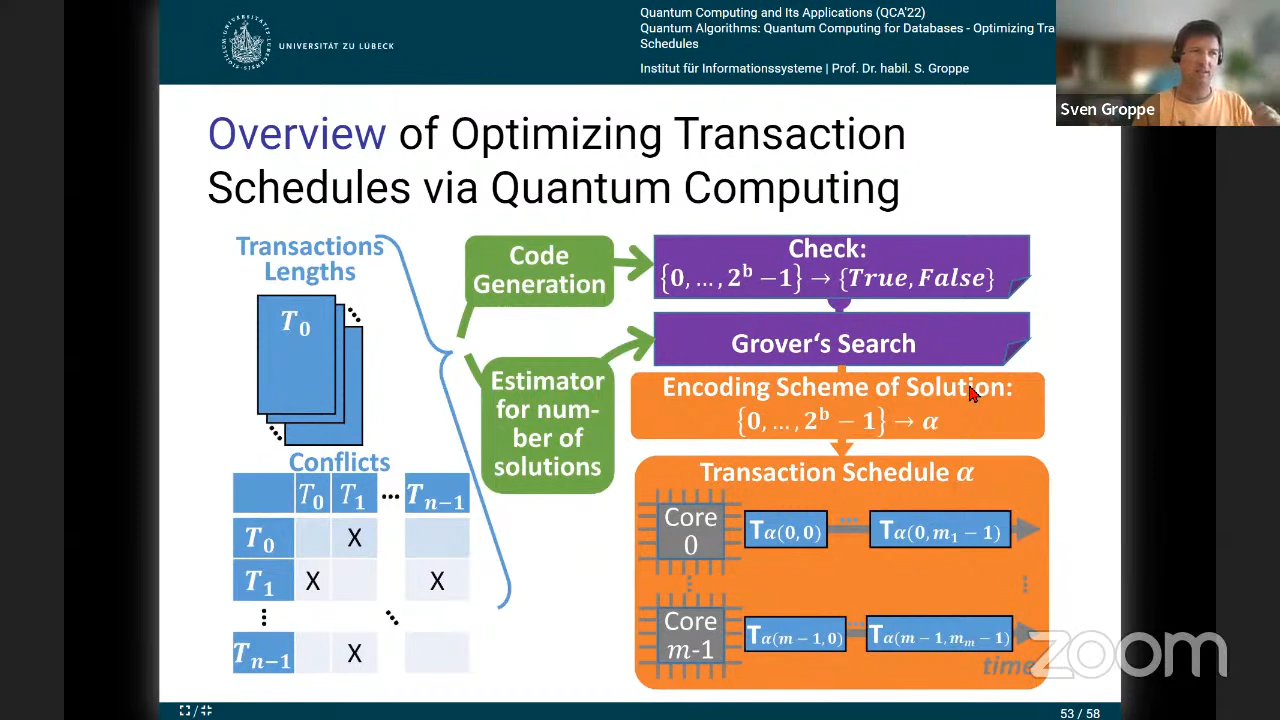 UNIVERSITÄT ZU LÜBECK
Quantum Computing and Its Applications (QCA'22)
Quantum Algorithms: Quantum Computing for Databases - Optimizing Tra
Schedules
Institut für Informationssysteme | Prof. Dr. habil. S. Groppe
Sven Groppe
Overview of Optimizing Transaction
Schedules via Quantum Computing
Transactions
Lengths
T₀
Conflicts
T₀ T₁ ... Tₙ₋₁
T₀ X
T₁ X X
⋮ ⋱
Tₙ₋₁ X
Code
Generation
Estimator
for num-
ber of
solutions
Check:
{0, ..., 2ᵇ − 1} → {True, False}
Grover's Search
Encoding Scheme of Solution:
{0, ..., 2ᵇ − 1} → α
Transaction Schedule α
Core
0
T α(0,0) ... T α(0,m₁−1)
Core
m-1
T α(m−1,0) ... T α(m−1,mₘ−1)
time
zoom
53 / 58